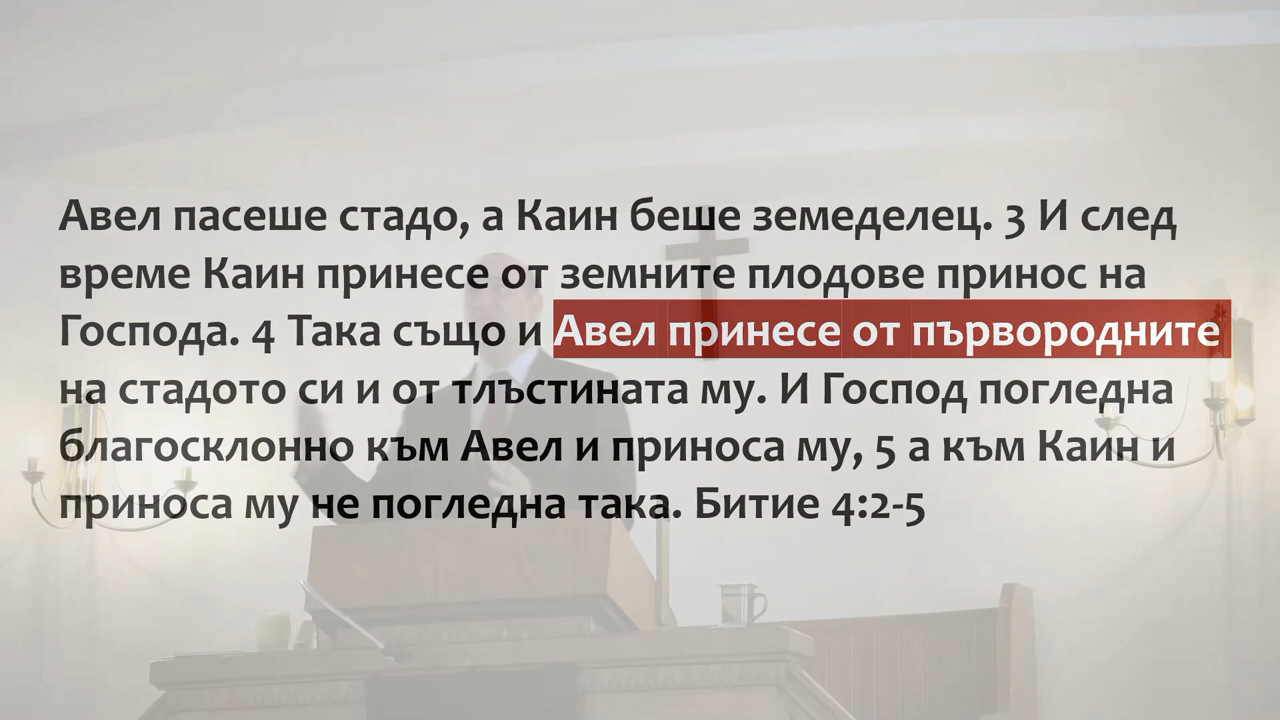 Авел пасеше стадо, а Каин беше земеделец. 3 И след
време Каин принесе от земните плодове принос на
Господа. 4 Така също и Авел принесе от първородните
на стадото си и от тлъстината му. И Господ погледна
благосклонно към Авел и приноса му, 5 а към Каин и
приноса му не погледна така. Битие 4:2-5